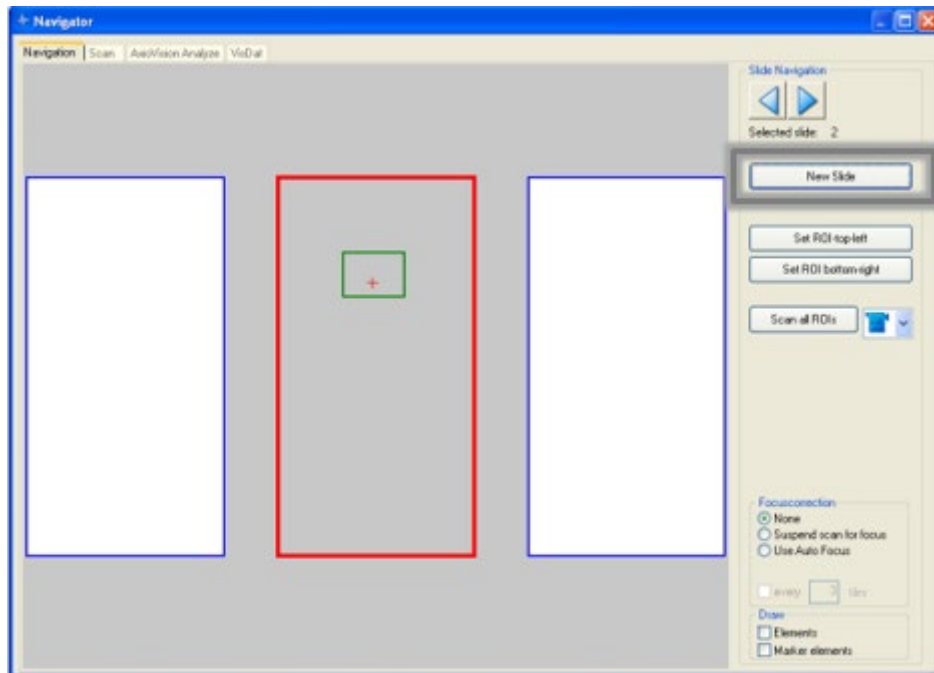 Navigator
Navigation Scan AxioVision Analyze VisDat
Slide Navigation
Selected slide: 2
New Slide
Set ROI-top-left
Set ROI bottom-right
Scan all ROIs
Focuscorrection
None
Suspend scan for focus
Use Auto Focus
every 3 tiles
Draw
Elements
Marker elements